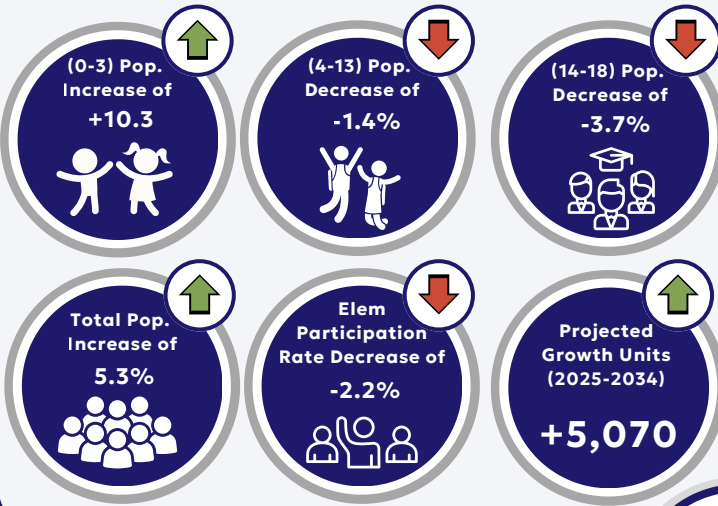 (0-3) Pop.
Increase of
+10.3
(4-13) Pop.
Decrease of
-1.4%
(14-18) Pop.
Decrease of
-3.7%
Total Pop.
Increase of
5.3%
Elem
Participation
Rate Decrease of
-2.2%
Projected
Growth Units
(2025-2034)
+5,070